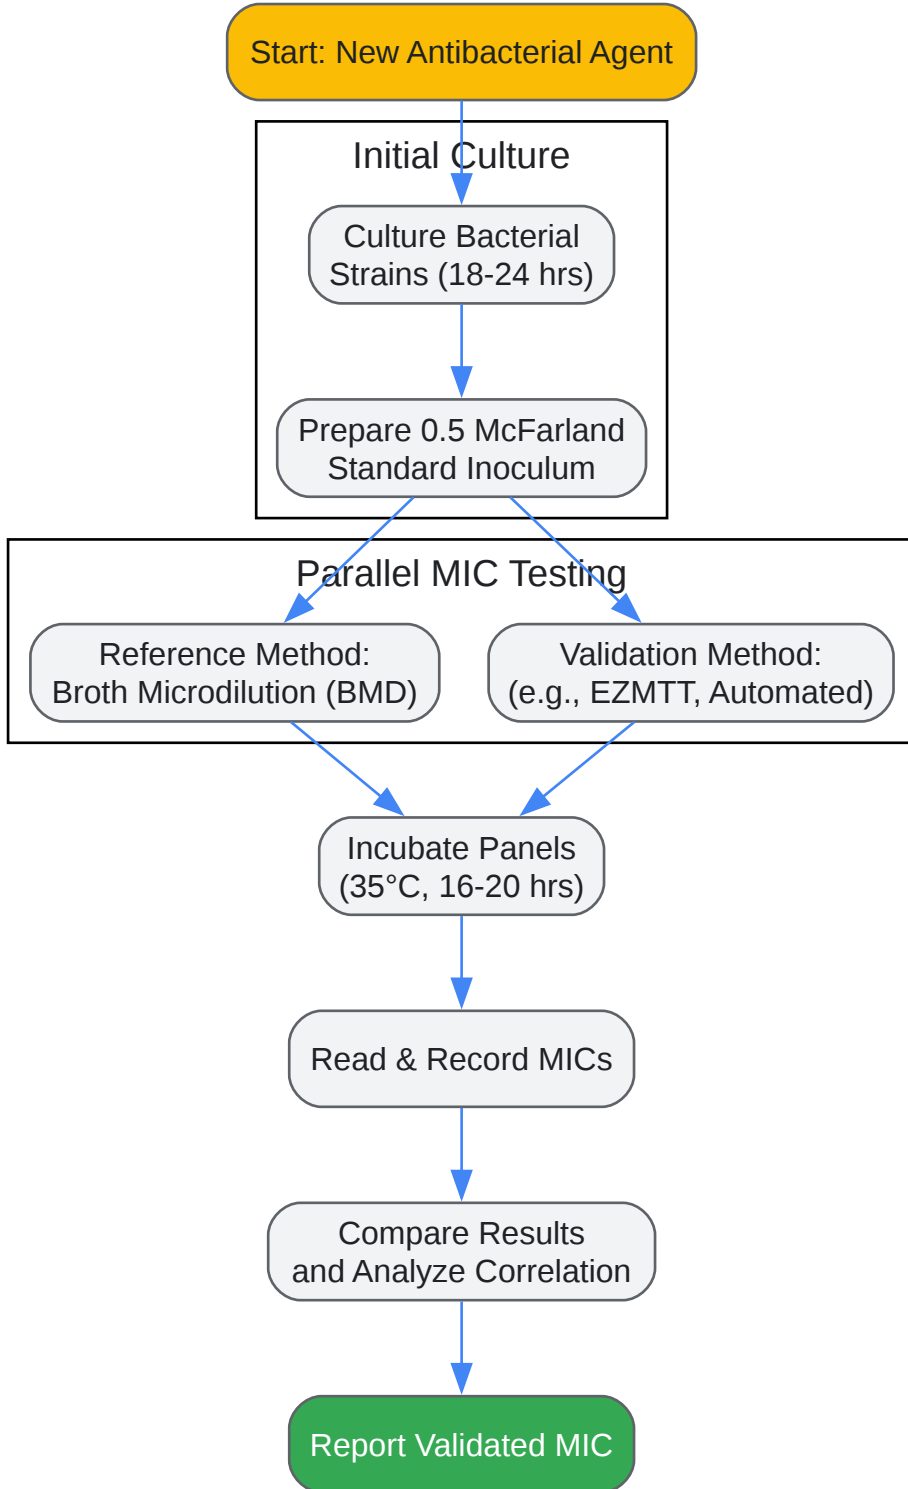 Start: New Antibacterial Agent
Initial Culture
Culture Bacterial
Strains (18-24 hrs)
Prepare 0.5 McFarland
Standard Inoculum
Parallel MIC Testing
Reference Method:
Broth Microdilution (BMD)
Validation Method:
(e.g., EZMTT, Automated)
Incubate Panels
(35°C, 16-20 hrs)
Read & Record MICs
Compare Results
and Analyze Correlation
Report Validated MIC